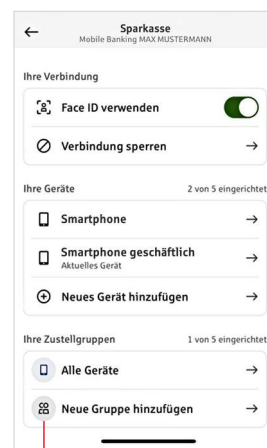 Sparkasse
Mobile Banking MAX MUSTERMANN
Ihre Verbindung
Face ID verwenden
Verbindung sperren
Ihre Geräte 2 von 5 eingerichtet
Smartphone
Smartphone geschäftlich
Aktuelles Gerät
Neues Gerät hinzufügen
Ihre Zustellgruppen 1 von 5 eingerichtet
Alle Geräte
Neue Gruppe hinzufügen